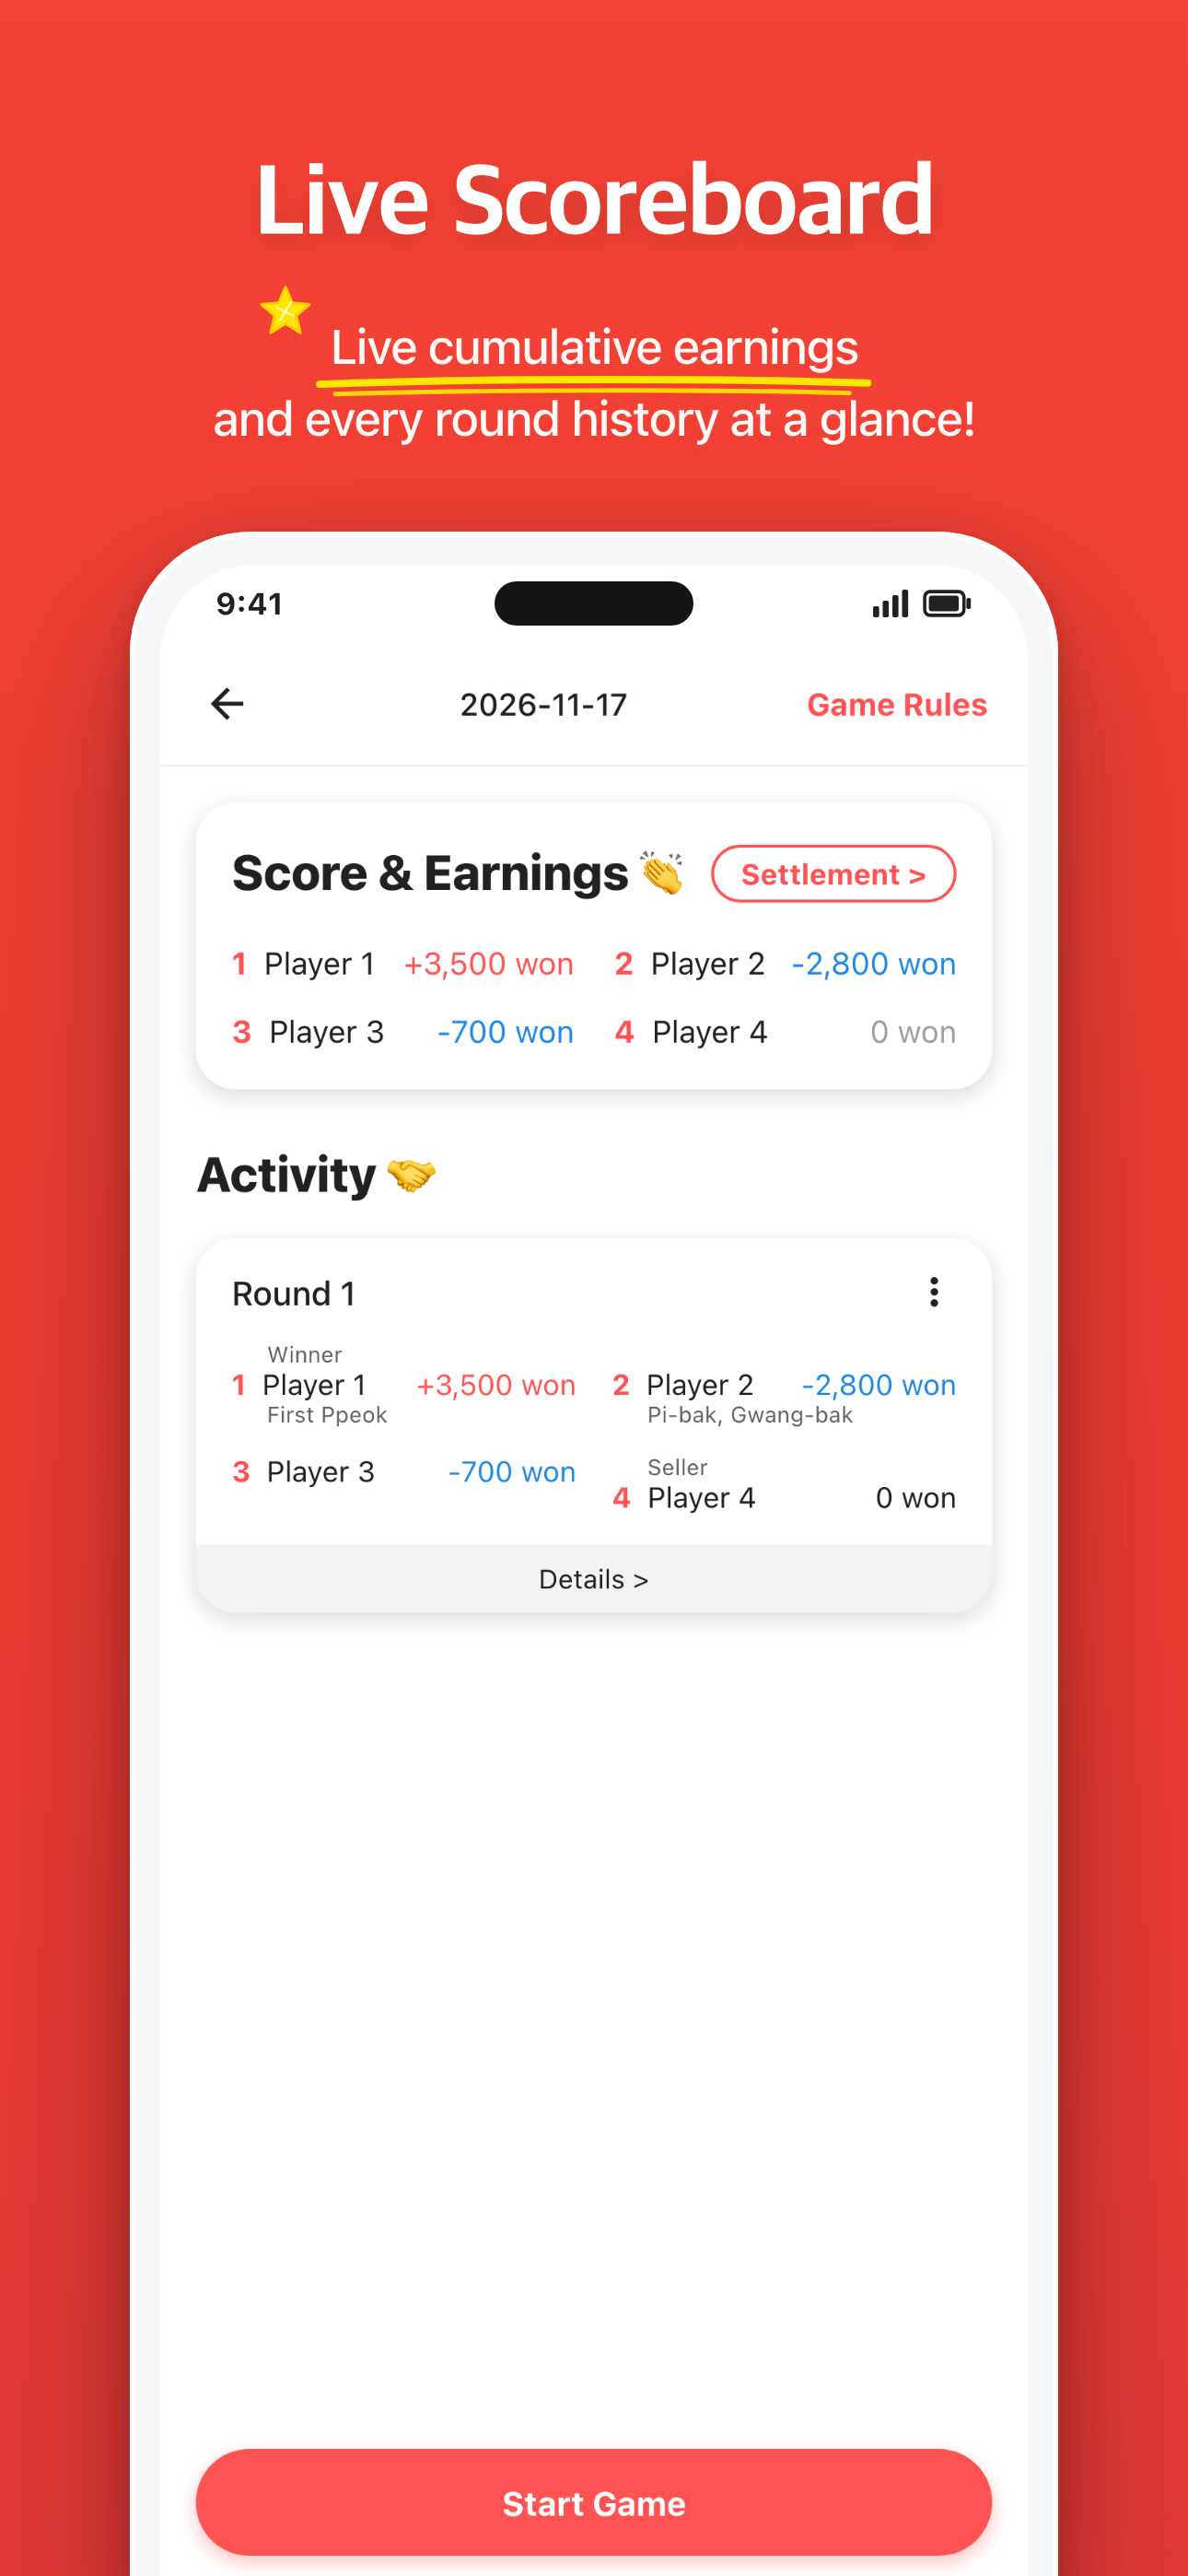 Live Scoreboard
Live cumulative earnings
and every round history at a glance!
9:41
2026-11-17 Game Rules
Score & Earnings 👏 Settlement >
1 Player 1 +3,500 won 2 Player 2 -2,800 won
3 Player 3 -700 won 4 Player 4 0 won
Activity 🤝
Round 1
Winner
1 Player 1 +3,500 won 2 Player 2 -2,800 won
First Ppeok Pi-bak, Gwang-bak
Seller
3 Player 3 -700 won 4 Player 4 0 won
Details >
Start Game